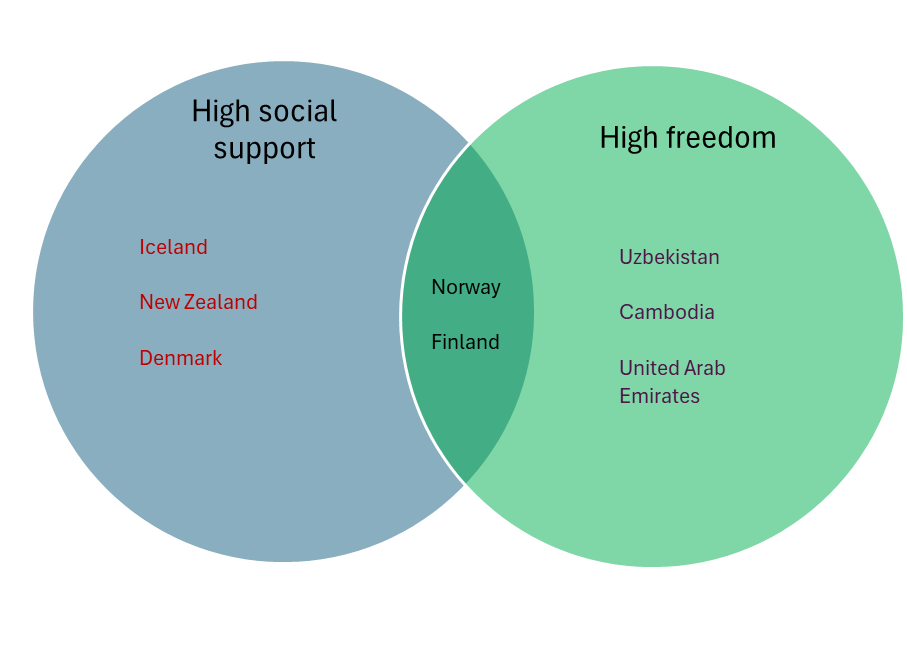 High social
support
Iceland
New Zealand
Denmark
Norway
Finland
High freedom
Uzbekistan
Cambodia
United Arab
Emirates